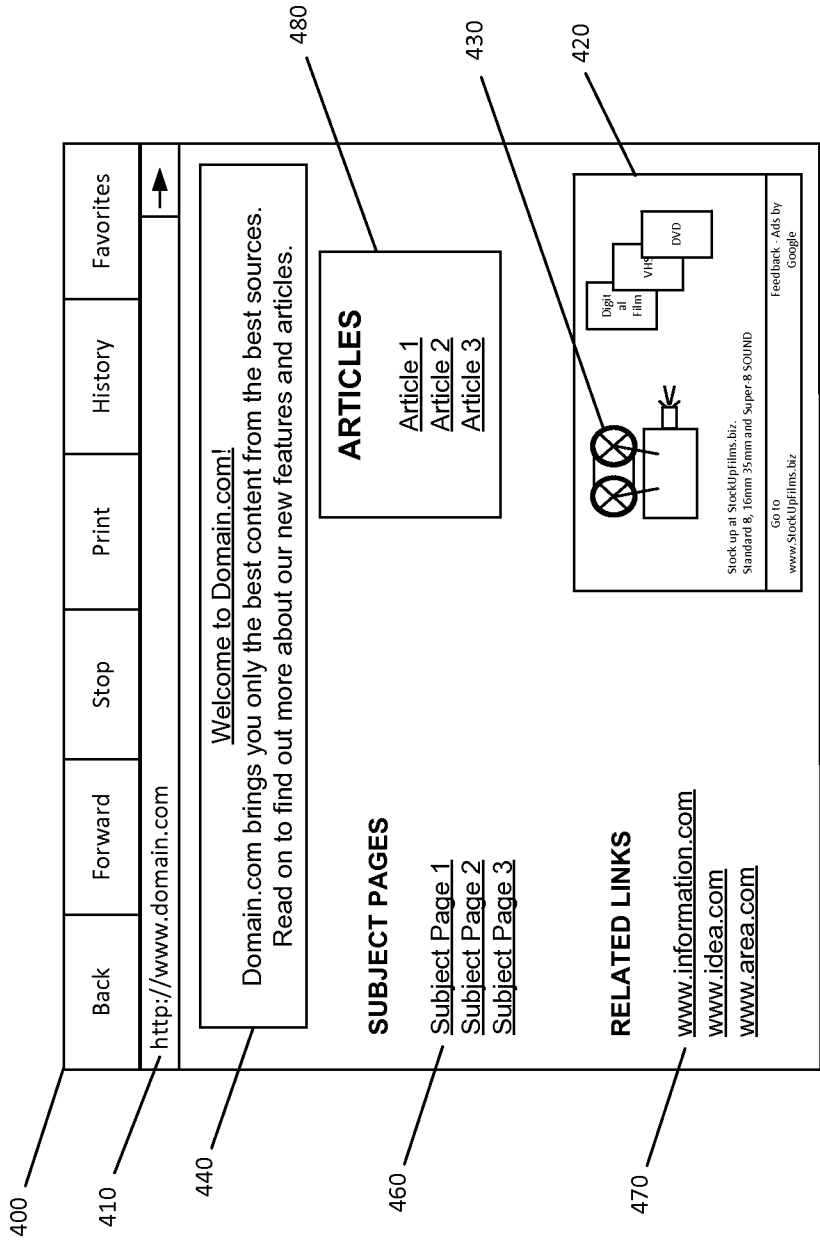 400
Back
Forward
Stop
Print
History
Favorites
410
http://www.domain.com
440
Welcome to Domain.com!
Domain.com brings you only the best content from the best sources.
Read on to find out more about our new features and articles.
460
SUBJECT PAGES
Subject Page 1
Subject Page 2
Subject Page 3
ARTICLES
Article 1
Article 2
Article 3
480
470
RELATED LINKS
www.information.com
www.idea.com
www.area.com
430
420
Digit
al
Film
VHS
DVD
Stock up at StockUpFilms.biz.
Standard 8, 16mm 35mm and Super-8 SOUND
Go to
www.StockUpFilms.biz
Feedback - Ads by
Google